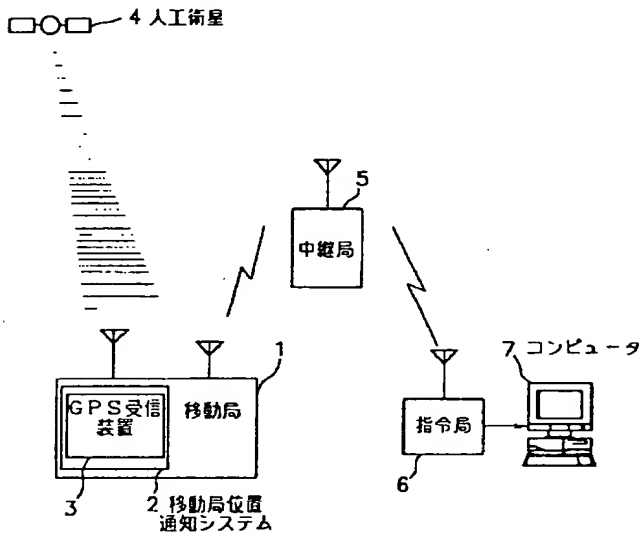 4 人工衛星
5
中継局
1
7 コンピュータ
GPS受信
装置
移動局
指令局
6
3
2 移動局位置
通知システム